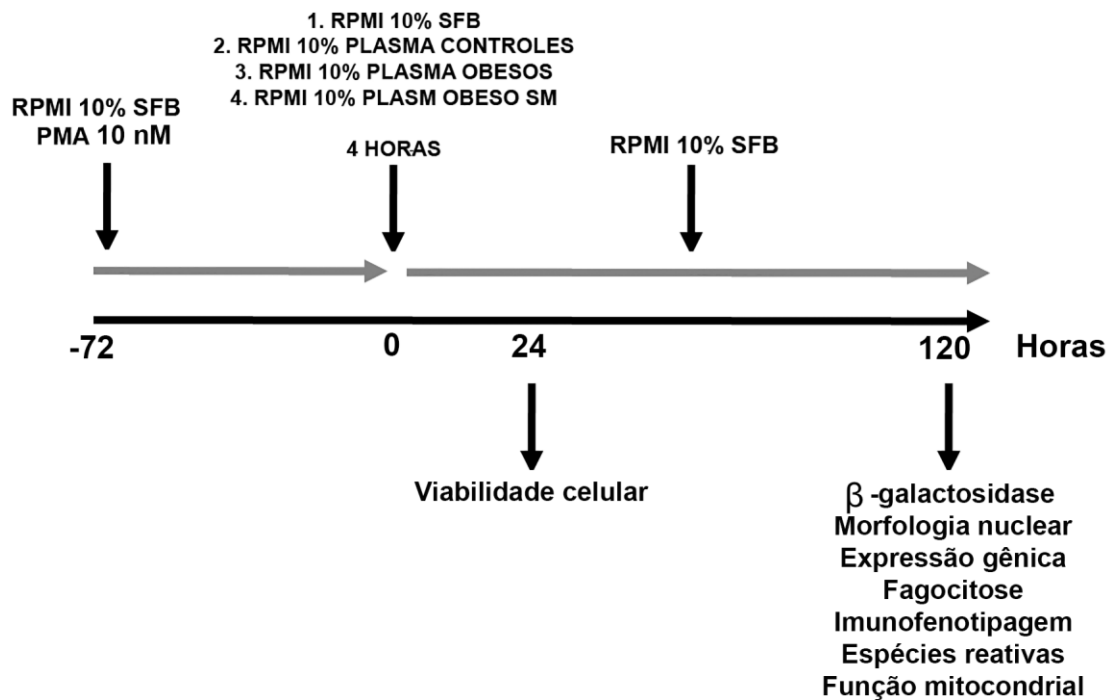 1. RPMI 10% SFB
2. RPMI 10% PLASMA CONTROLES
3. RPMI 10% PLASMA OBESOS
4. RPMI 10% PLASM OBESO SM
RPMI 10% SFB
PMA 10 nM
4 HORAS
RPMI 10% SFB
-72
0
24
120
Horas
Viabilidade celular
β -galactosidase
Morfologia nuclear
Expressão gênica
Fagocitose
Imunofenotipagem
Espécies reativas
Função mitocondrial